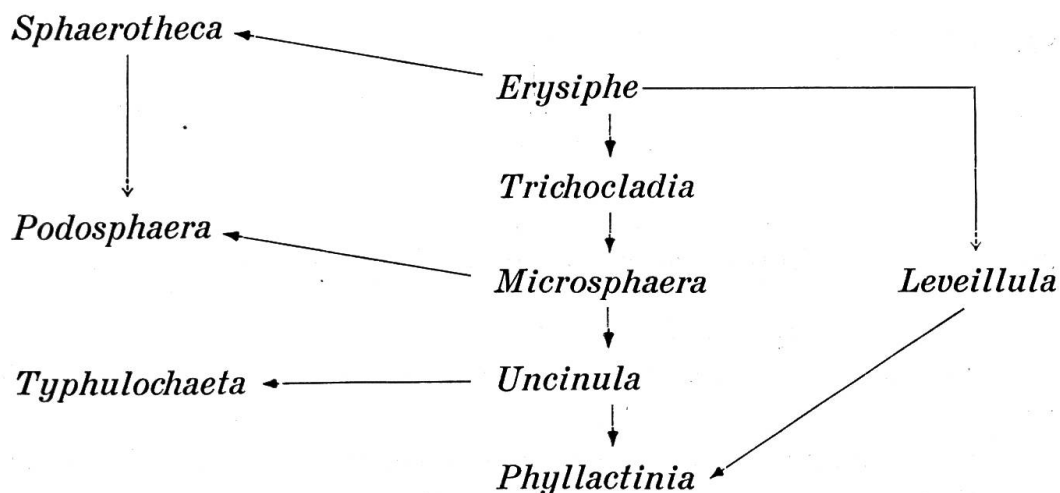 Sphaerotheca
Erysiphe
Trichocladia
Podosphaera
Microsphaera
Leveillula
Typhulochaeta
Uncinula
Phyllactinia